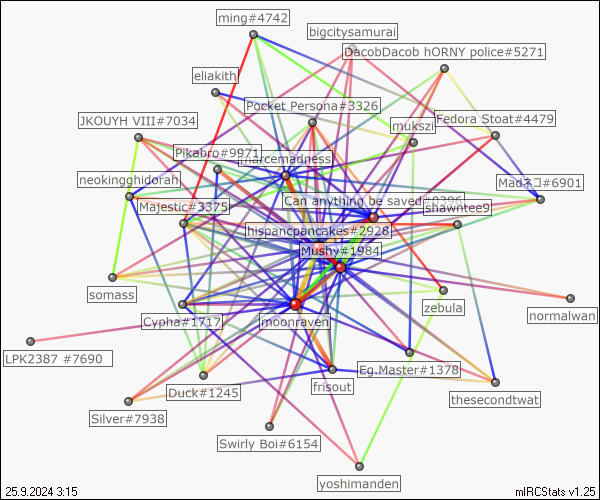 ming#4742
bigcitysamurai
DacobDacob hORNY police#5271
eliakith
Pocket Persona#3326
JKOUYH VIII#7034
mukszi
Fedora Stoat#4479
Pikabro#9971
marcemadness
neokingghidorah
Madネコ#6901
Can anything be saved#0396
Majestic#3375
shawntee9
hispancpancakes#2928
Mushy#1984
somass
zebula
normalwan
Cypha#1717
moonraven
LPK2387 #7690
Eg.Master#1378
frisout
Duck#1245
thesecondtwat
Silver#7938
Swirly Boi#6154
yoshimanden
25.9.2024 3:15
mIRCStats v1.25